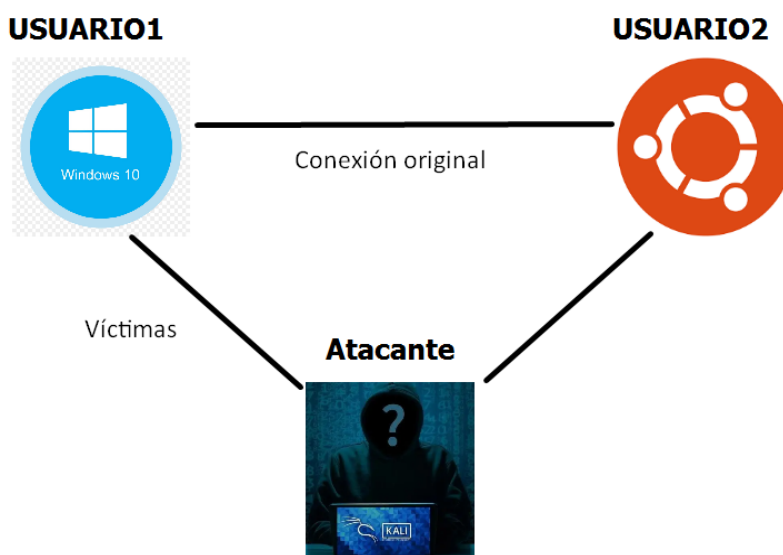 USUARIO1
USUARIO2
Windows 10
Conexión original
Víctimas
Atacante
?
KALI